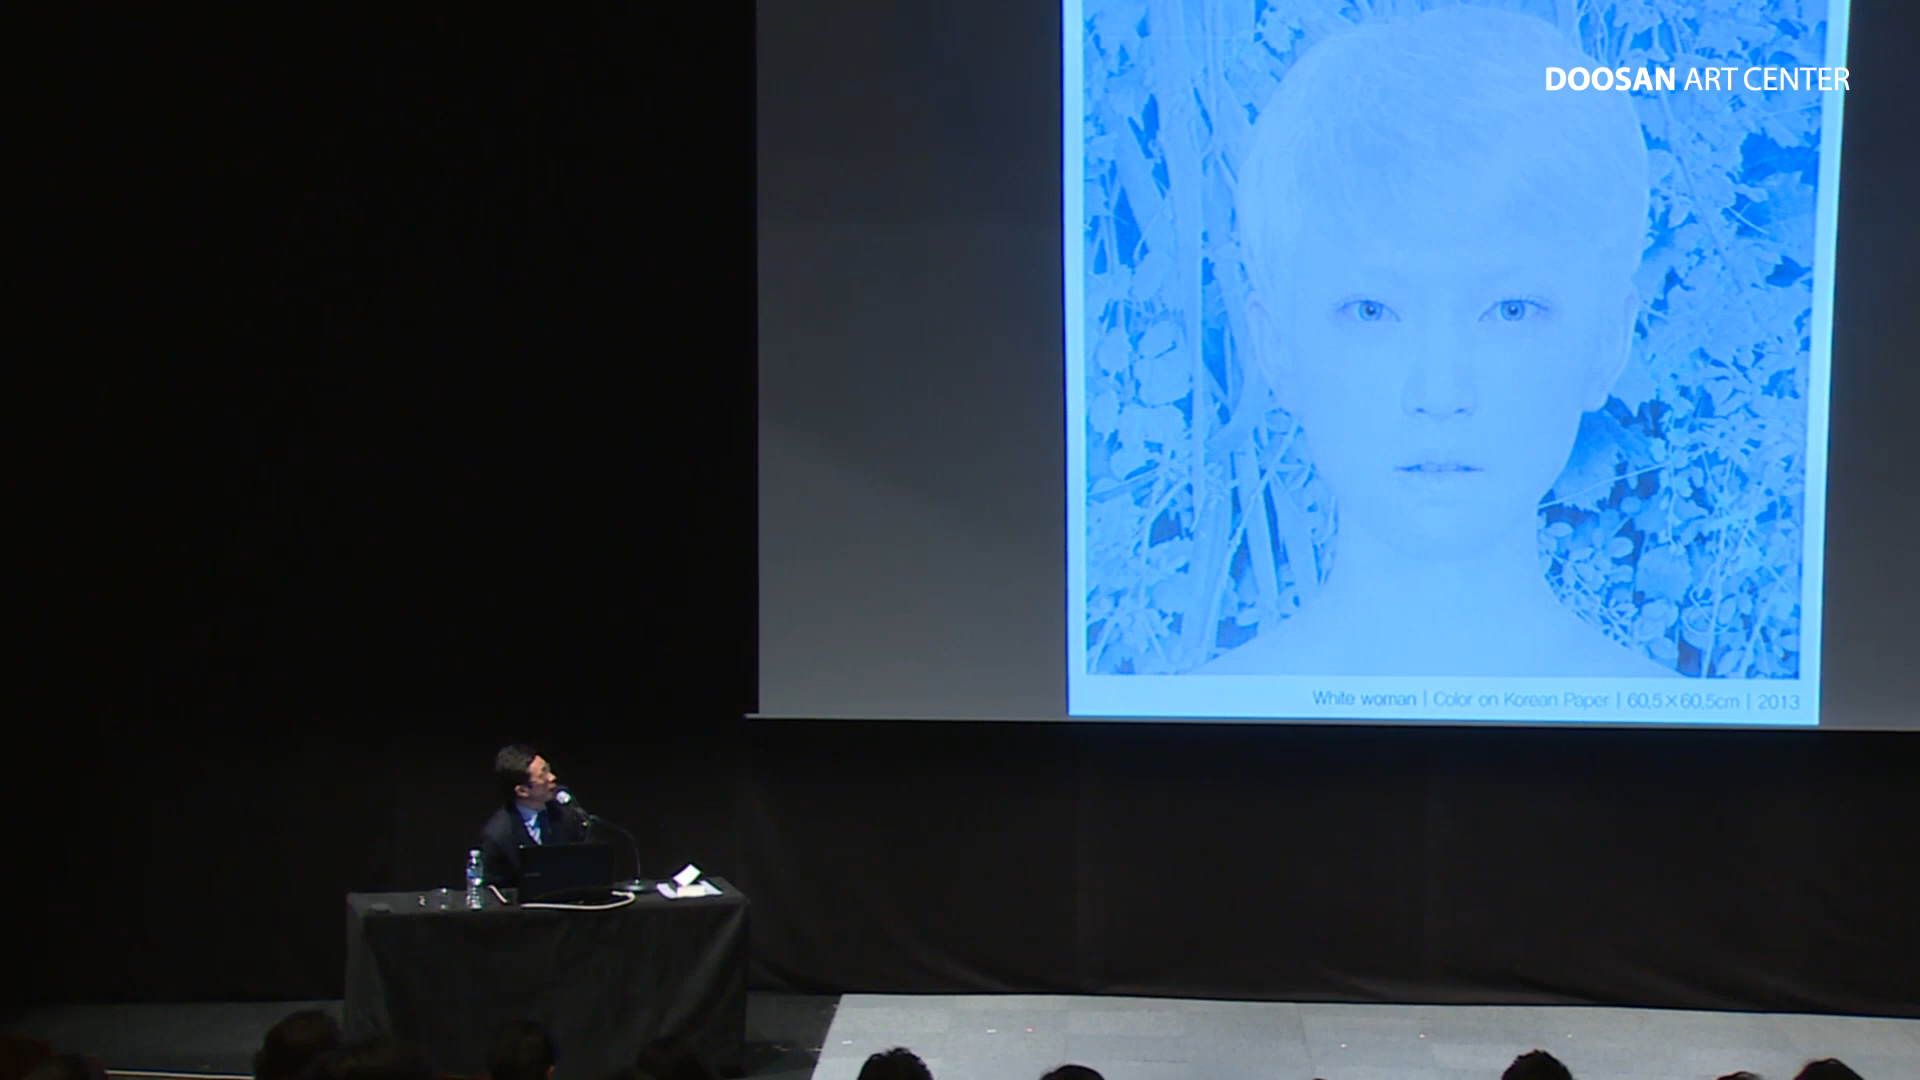 DOOSAN ART CENTER
White woman | Color on Korean Paper | 60.5×60.5cm | 2013